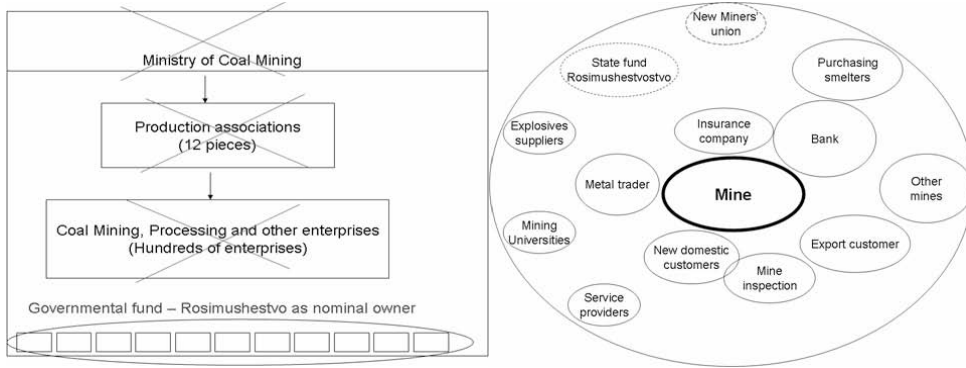 Ministry of Coal Mining
Production associations
(12 pieces)
Coal Mining, Processing and other enterprises
(Hundreds of enterprises)
Governmental fund – Rosimushestvo as nominal owner
New Miners'
union
State fund
Rosimushestvostvo
Purchasing
smelters
Explosives
suppliers
Insurance
company
Bank
Metal trader
Mine
Other
mines
Mining
Universities
New domestic
customers
Export customer
Mine
inspection
Service
providers